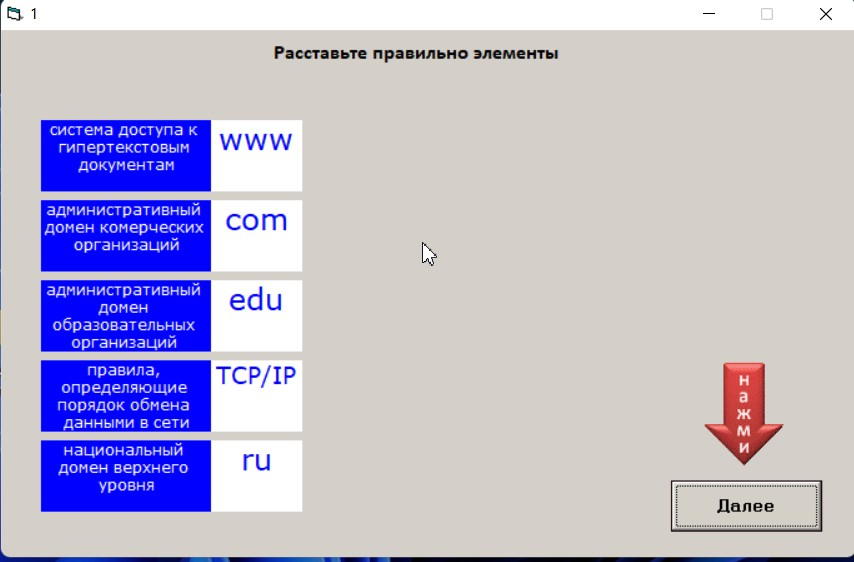 1
Расставьте правильно элементы
система доступа к
гипертекстовым
документам
www
административный
домен комерческих
организаций
com
административный
домен
образовательных
организаций
edu
правила,
определяющие
порядок обмена
данными в сети
TCP/IP
национальный
домен верхнего
уровня
ru
нажми
Далее